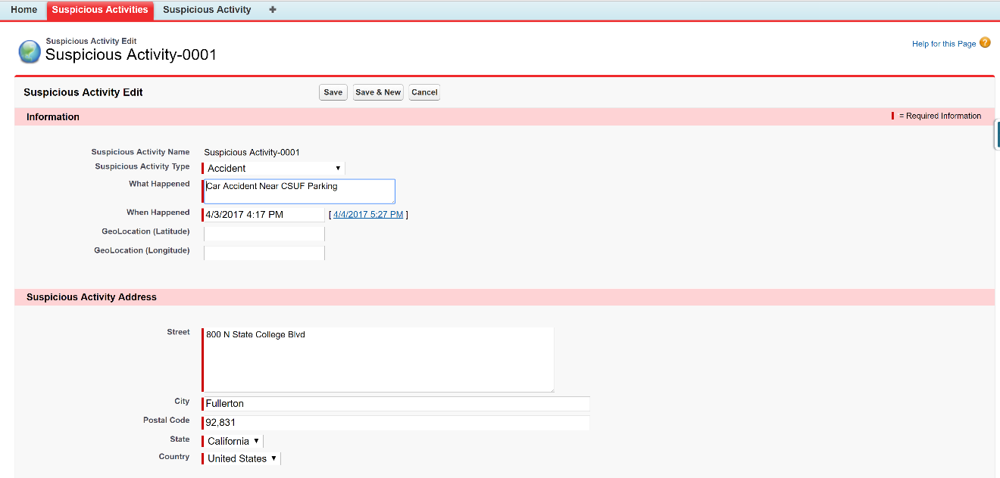 Home Suspicious Activities Suspicious Activity +
Suspicious Activity Edit
Suspicious Activity-0001
Help for this Page ?
Suspicious Activity Edit Save Save & New Cancel
Information = Required Information
Suspicious Activity Name Suspicious Activity-0001
Suspicious Activity Type Accident
What Happened Car Accident Near CSUF Parking
When Happened 4/3/2017 4:17 PM [ 4/4/2017 5:27 PM ]
GeoLocation (Latitude)
GeoLocation (Longitude)
Suspicious Activity Address
Street 800 N State College Blvd
City Fullerton
Postal Code 92,831
State California
Country United States